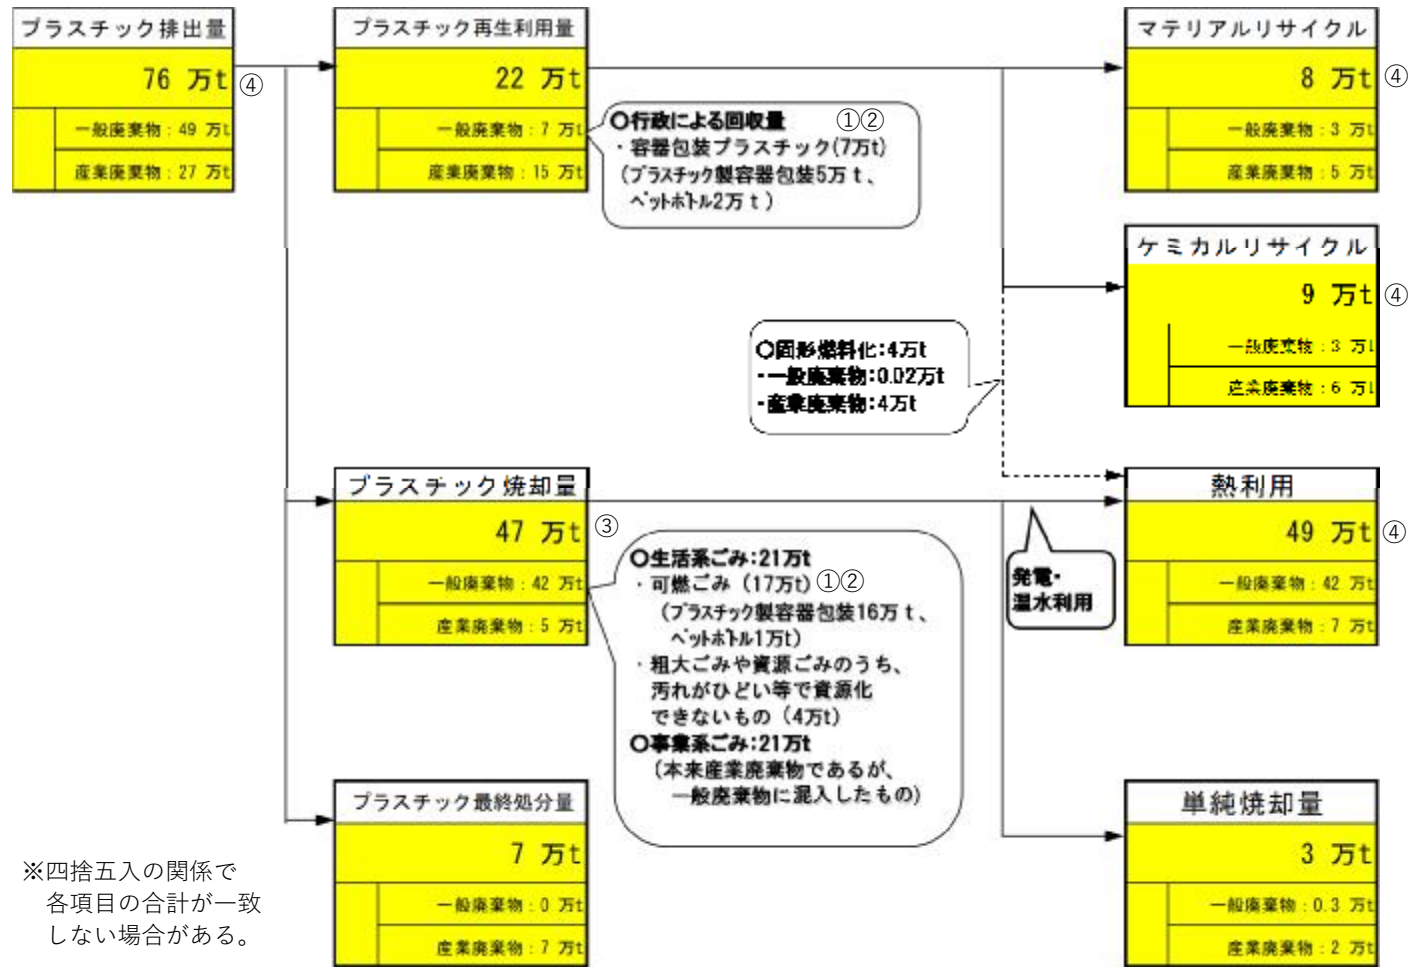 プラスチック排出量
76 万t ④
一般廃棄物：49 万t
産業廃棄物：27 万t
プラスチック再生利用量
22 万t
一般廃棄物：7 万t
産業廃棄物：15 万t
○行政による回収量 ①②
・容器包装プラスチック(7万t)
(プラスチック製容器包装5万ｔ、
ペットボトル2万ｔ)
マテリアルリサイクル
8 万t ④
一般廃棄物：3 万t
産業廃棄物：5 万t
ケミカルリサイクル
9 万t ④
一般廃棄物：3 万t
産業廃棄物：6 万t
○固形燃料化：4万t
・一般廃棄物：0.02万t
・産業廃棄物：4万t
プラスチック焼却量
47 万t ③
一般廃棄物：42 万t
産業廃棄物：5 万t
○生活系ごみ：21万t
・可燃ごみ（17万t）①②
（プラスチック製容器包装16万ｔ、
ペットボトル1万t）
・粗大ごみや資源ごみのうち、
汚れがひどい等で資源化
できないもの（4万t）
○事業系ごみ：21万t
（本来産業廃棄物であるが、
一般廃棄物に混入したもの）
発電・
温水利用
熱利用
49 万t ④
一般廃棄物：42 万t
産業廃棄物：7 万t
プラスチック最終処分量
7 万t
一般廃棄物：0 万t
産業廃棄物：7 万t
単純焼却量
3 万t
一般廃棄物：0.3 万t
産業廃棄物：2 万t
※四捨五入の関係で
各項目の合計が一致
しない場合がある。